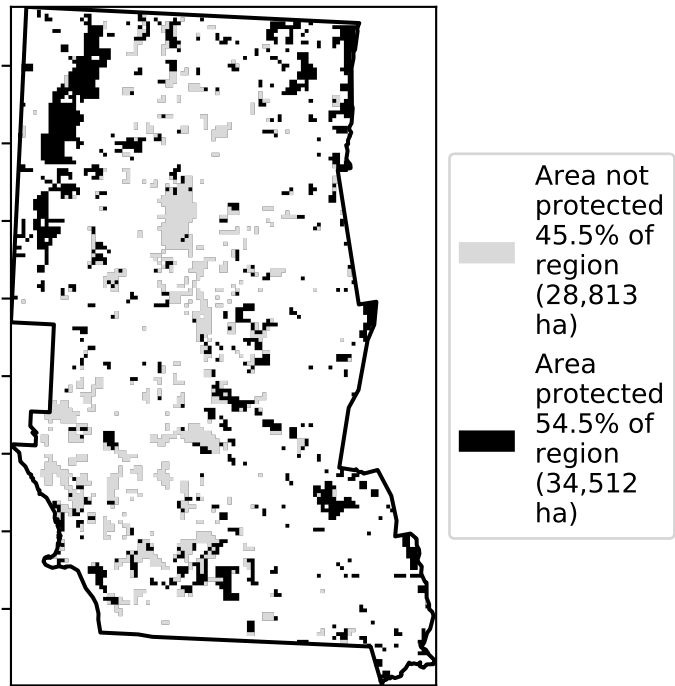 Area not
protected
45.5% of
region
(28,813
ha)
Area
protected
54.5% of
region
(34,512
ha)